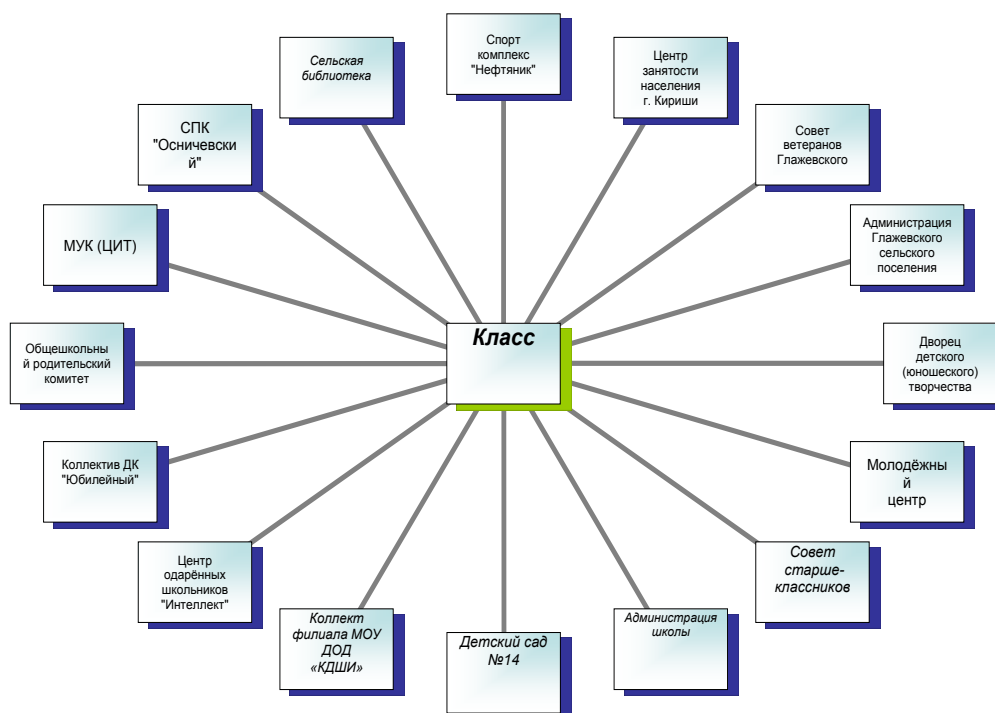 Спорт
комплекс
"Нефтяник"
Центр
занятости
населения
г. Кириши
Сельская
библиотека
СПК
"Осничевски
й"
Совет
ветеранов
Глажевского
МУК (ЦИТ)
Администрация
Глажевского
сельского
поселения
Класс
Общешкольны
й родительский
комитет
Дворец
детского
(юношеского)
творчества
Коллектив ДК
"Юбилейный"
Молодёжны
й
центр
Центр
одарённых
школьников
"Интеллект"
Совет
старше-
классников
Коллект
филиала МОУ
ДОД
«КДШИ»
Детский сад
№14
Администрация
школы